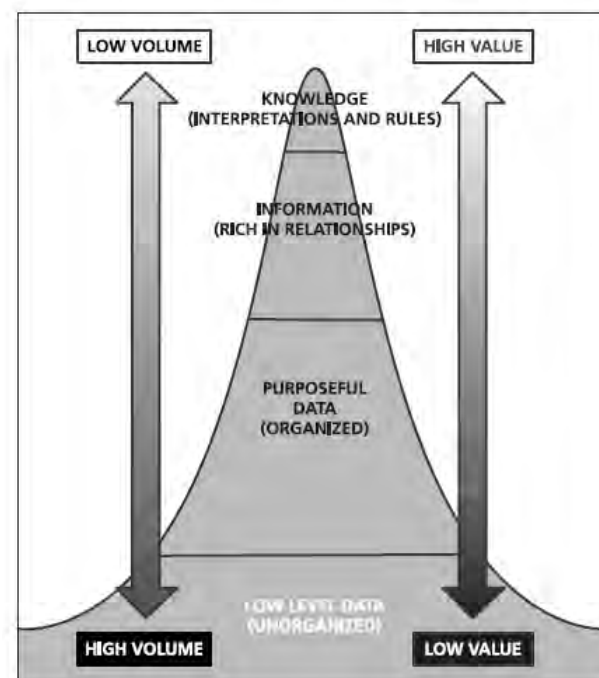 LOW VOLUME
HIGH VALUE
KNOWLEDGE
(INTERPRETATIONS AND RULES)
INFORMATION
(RICH IN RELATIONSHIPS)
PURPOSEFUL
DATA
(ORGANIZED)
LOW LEVEL DATA
(UNORGANIZED)
HIGH VOLUME
LOW VALUE